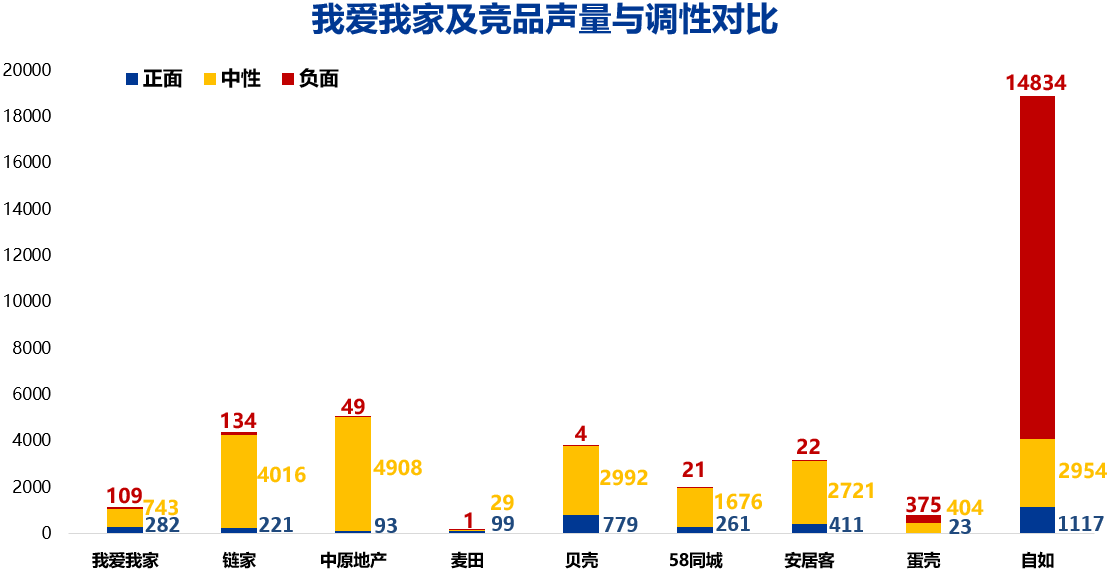 我爱我家及竞品声量与调性对比
正面 中性 负面
20000
18000
16000
14000
12000
10000
8000
6000
4000
2000
0
109 743 282
134 4016 221
49 4908 93
1 29 99
4 2992 779
21 1676 261
22 2721 411
375 404 23
14834 2954 1117
我爱我家 链家 中原地产 麦田 贝壳 58同城 安居客 蛋壳 自如